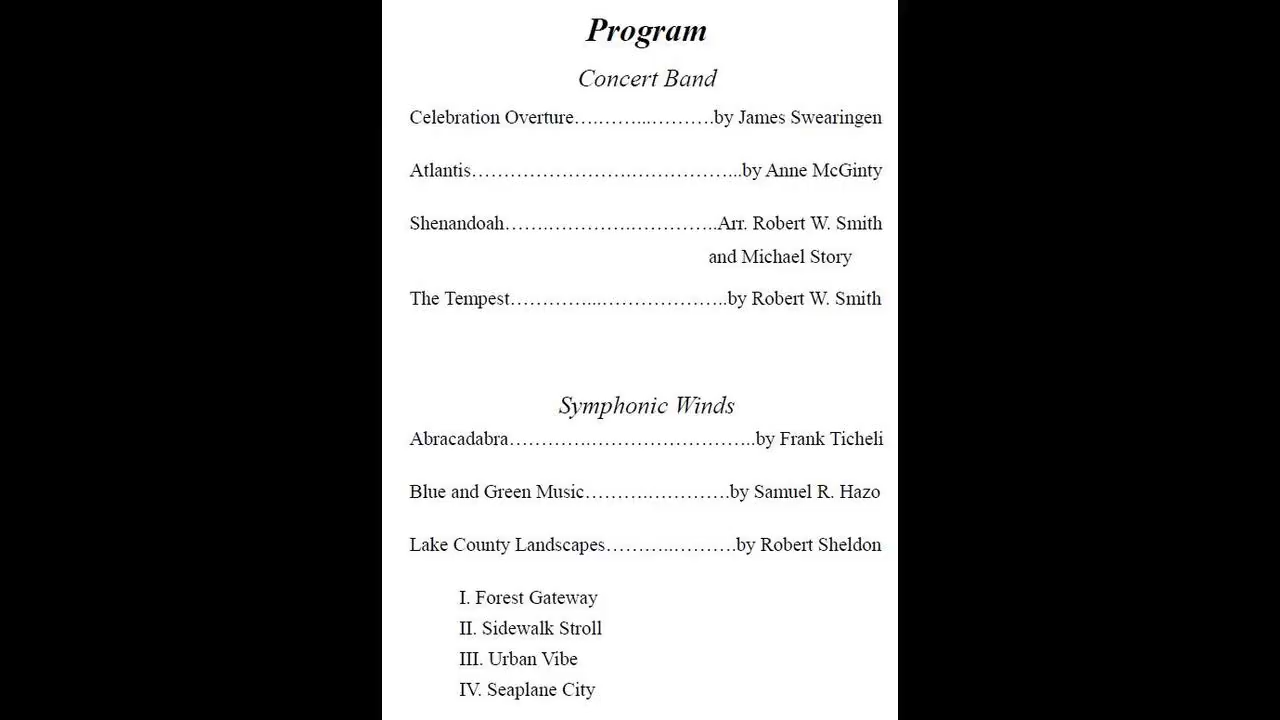 Program
Concert Band
Celebration Overture….……...……….by James Swearingen
Atlantis…………………….……………...by Anne McGinty
Shenandoah…….………….…………..Arr. Robert W. Smith
and Michael Story
The Tempest…………...………………..by Robert W. Smith
Symphonic Winds
Abracadabra………….……………………..by Frank Ticheli
Blue and Green Music……….………….by Samuel R. Hazo
Lake County Landscapes………..……….by Robert Sheldon
I. Forest Gateway
II. Sidewalk Stroll
III. Urban Vibe
IV. Seaplane City